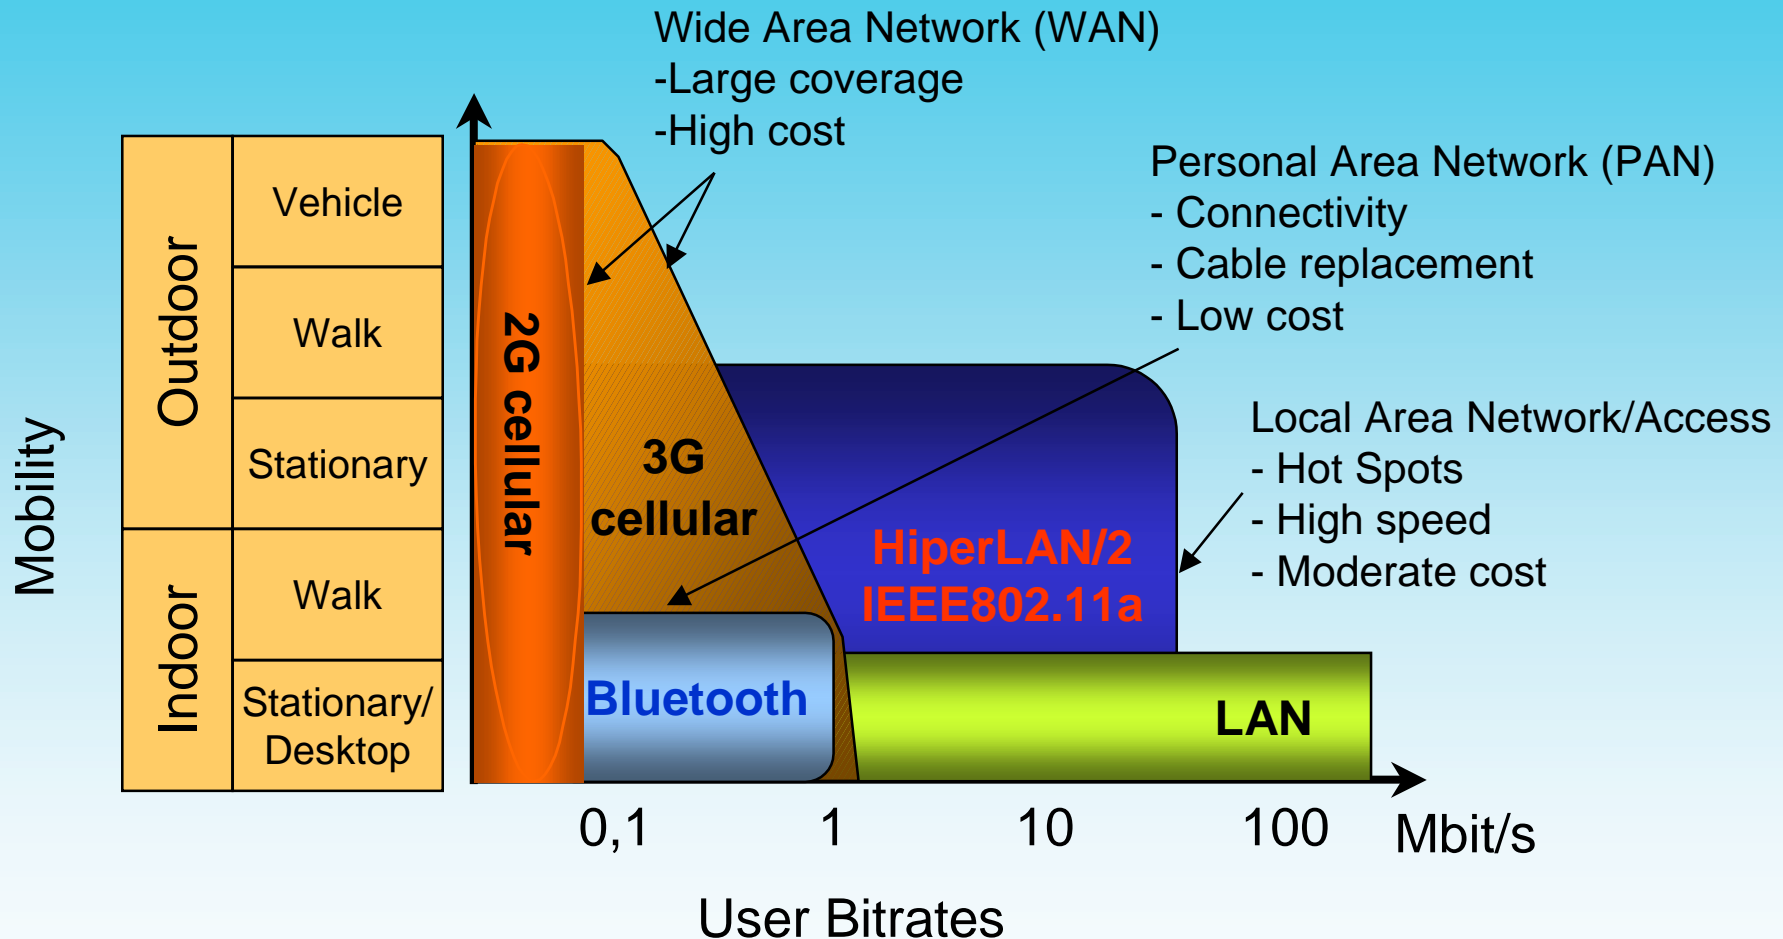 Wide Area Network (WAN)
-Large coverage
-High cost
Personal Area Network (PAN)
- Connectivity
- Cable replacement
- Low cost
Local Area Network/Access
- Hot Spots
- High speed
- Moderate cost
Mobility
Outdoor
Vehicle
Walk
Stationary
Indoor
Walk
Stationary/
Desktop
2G cellular
3G
cellular
HiperLAN/2
IEEE802.11a
Bluetooth
LAN
0,1 1 10 100 Mbit/s
User Bitrates